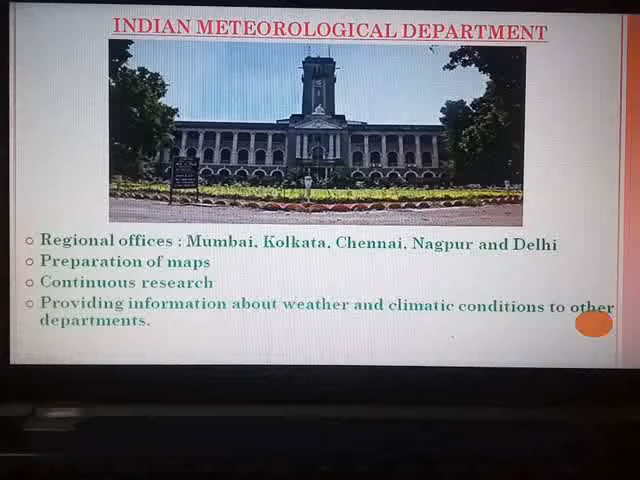 INDIAN METEOROLOGICAL DEPARTMENT
Regional offices : Mumbai, Kolkata, Chennai, Nagpur and Delhi
Preparation of maps
Continuous research
Providing information about weather and climatic conditions to other
departments.